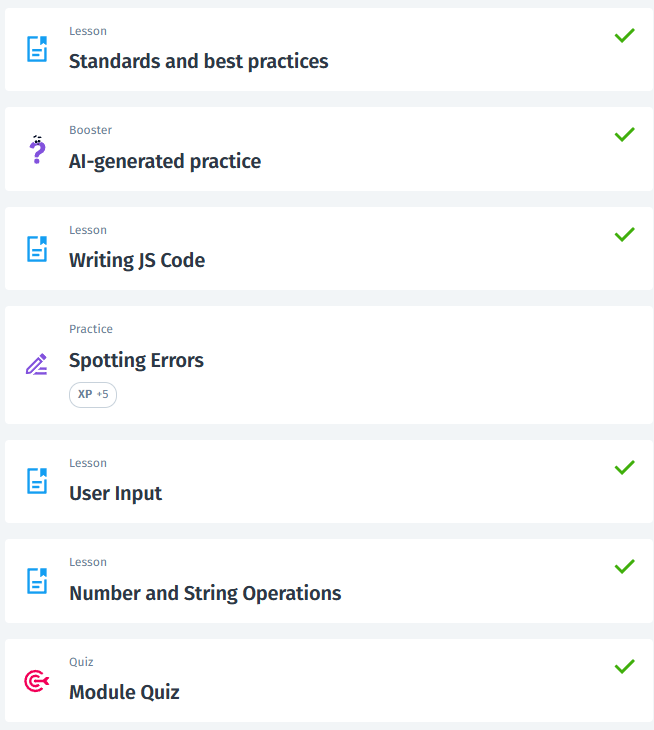 Lesson
Standards and best practices
Booster
AI-generated practice
Lesson
Writing JS Code
Practice
Spotting Errors
XP +5
Lesson
User Input
Lesson
Number and String Operations
Quiz
Module Quiz